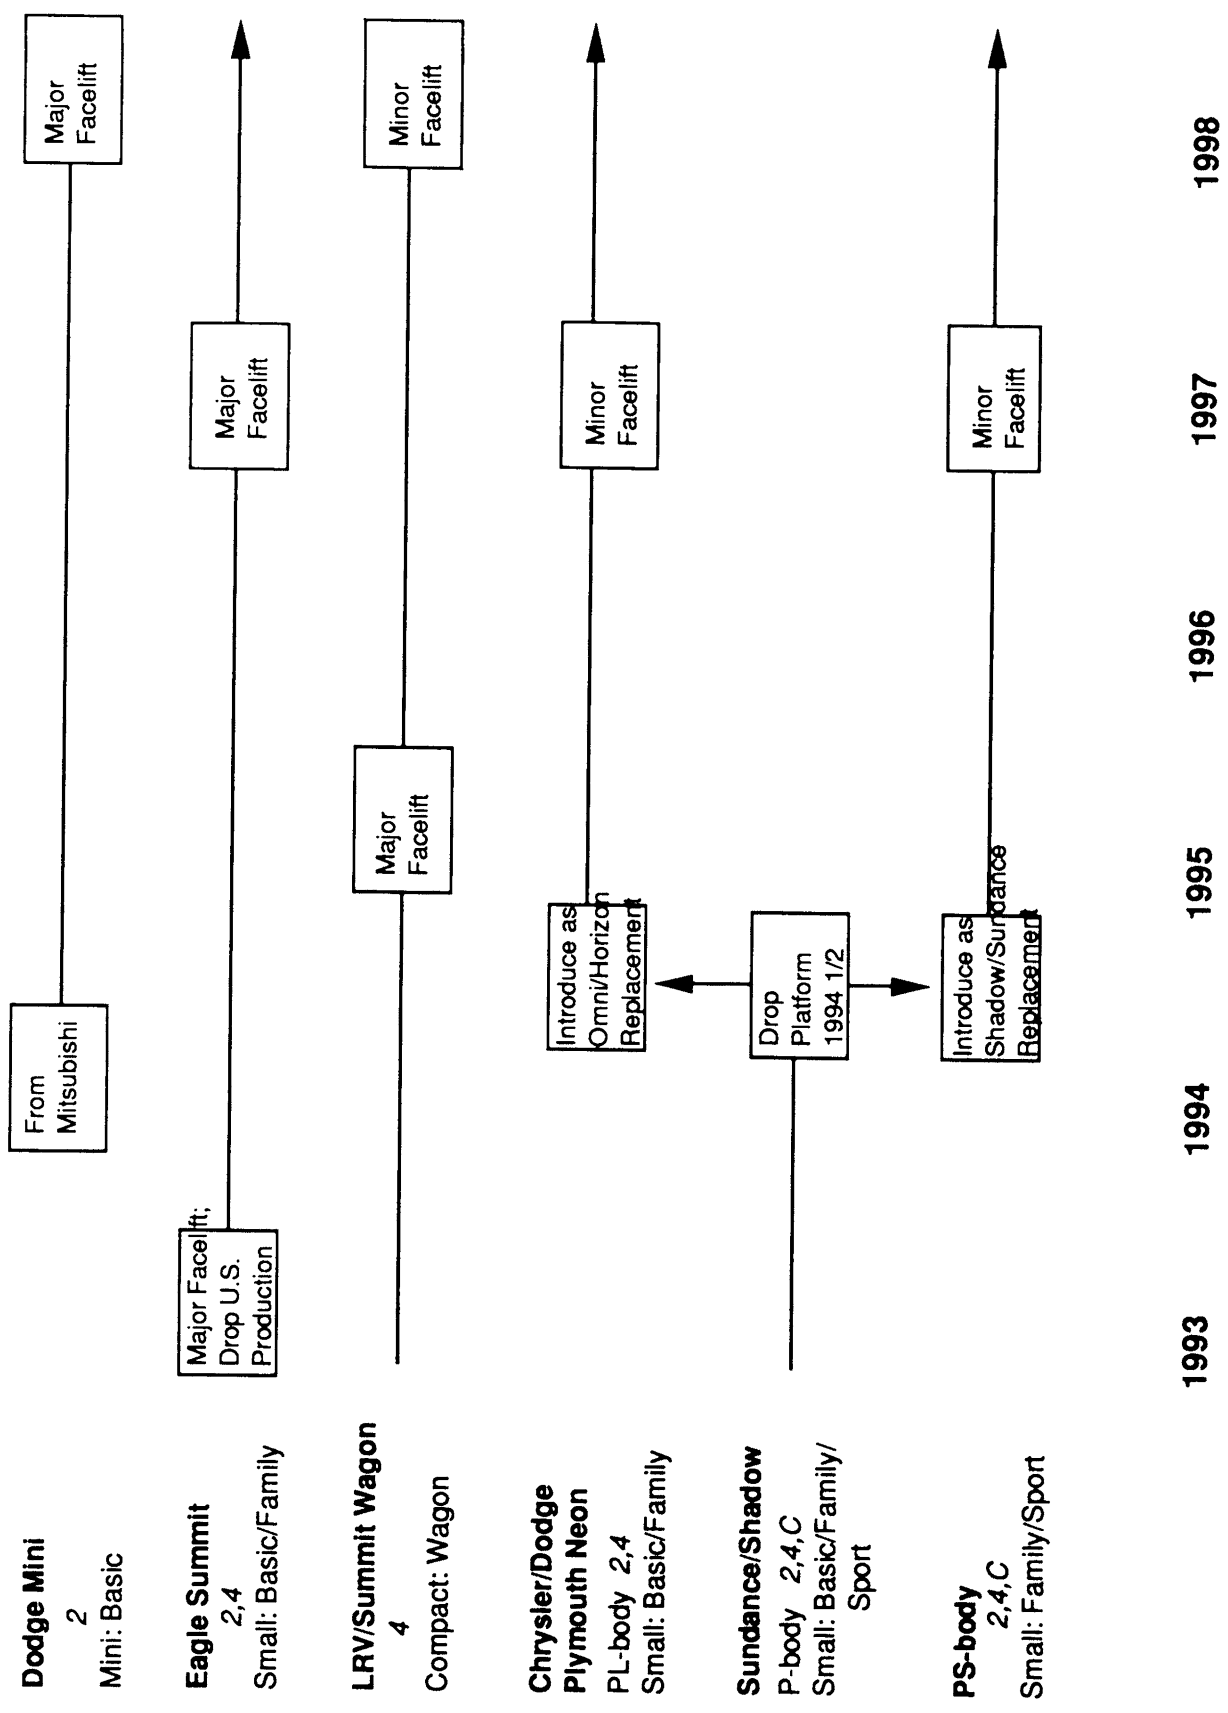 Dodge Mini
2
Mini: Basic
From
Mitsubishi
Major
Facelift
Eagle Summit
2,4
Small: Basic/Family
Major Facelift;
Drop U.S.
Production
Major
Facelift
LRV/Summit Wagon
4
Compact: Wagon
Major
Facelift
Minor
Facelift
Chrysler/Dodge
Plymouth Neon
PL-body 2,4
Small: Basic/Family
Introduce as
Omni/Horizon
Replacement
Minor
Facelift
Sundance/Shadow
P-body 2,4,C
Small: Basic/Family/
Sport
Drop
Platform
1994 1/2
PS-body
2,4,C
Small: Family/Sport
Introduce as
Shadow/Sundance
Replacement
Minor
Facelift
1993
1994
1995
1996
1997
1998